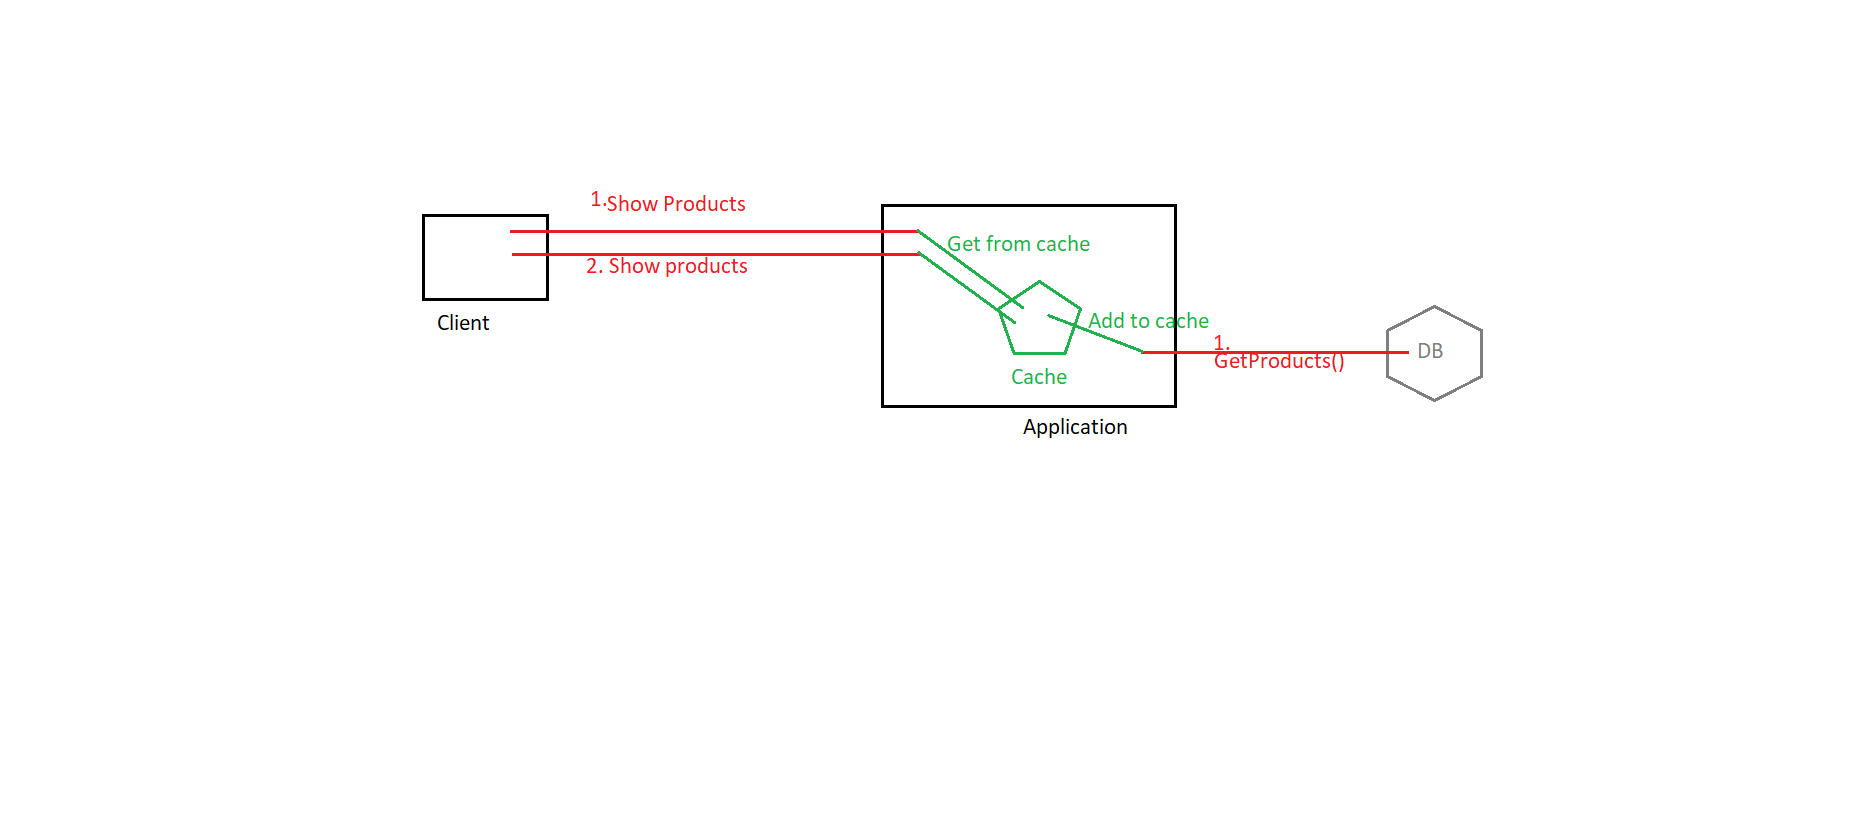 1.Show Products
2. Show products
Client
Get from cache
Add to cache
Cache
Application
1.
GetProducts()
DB